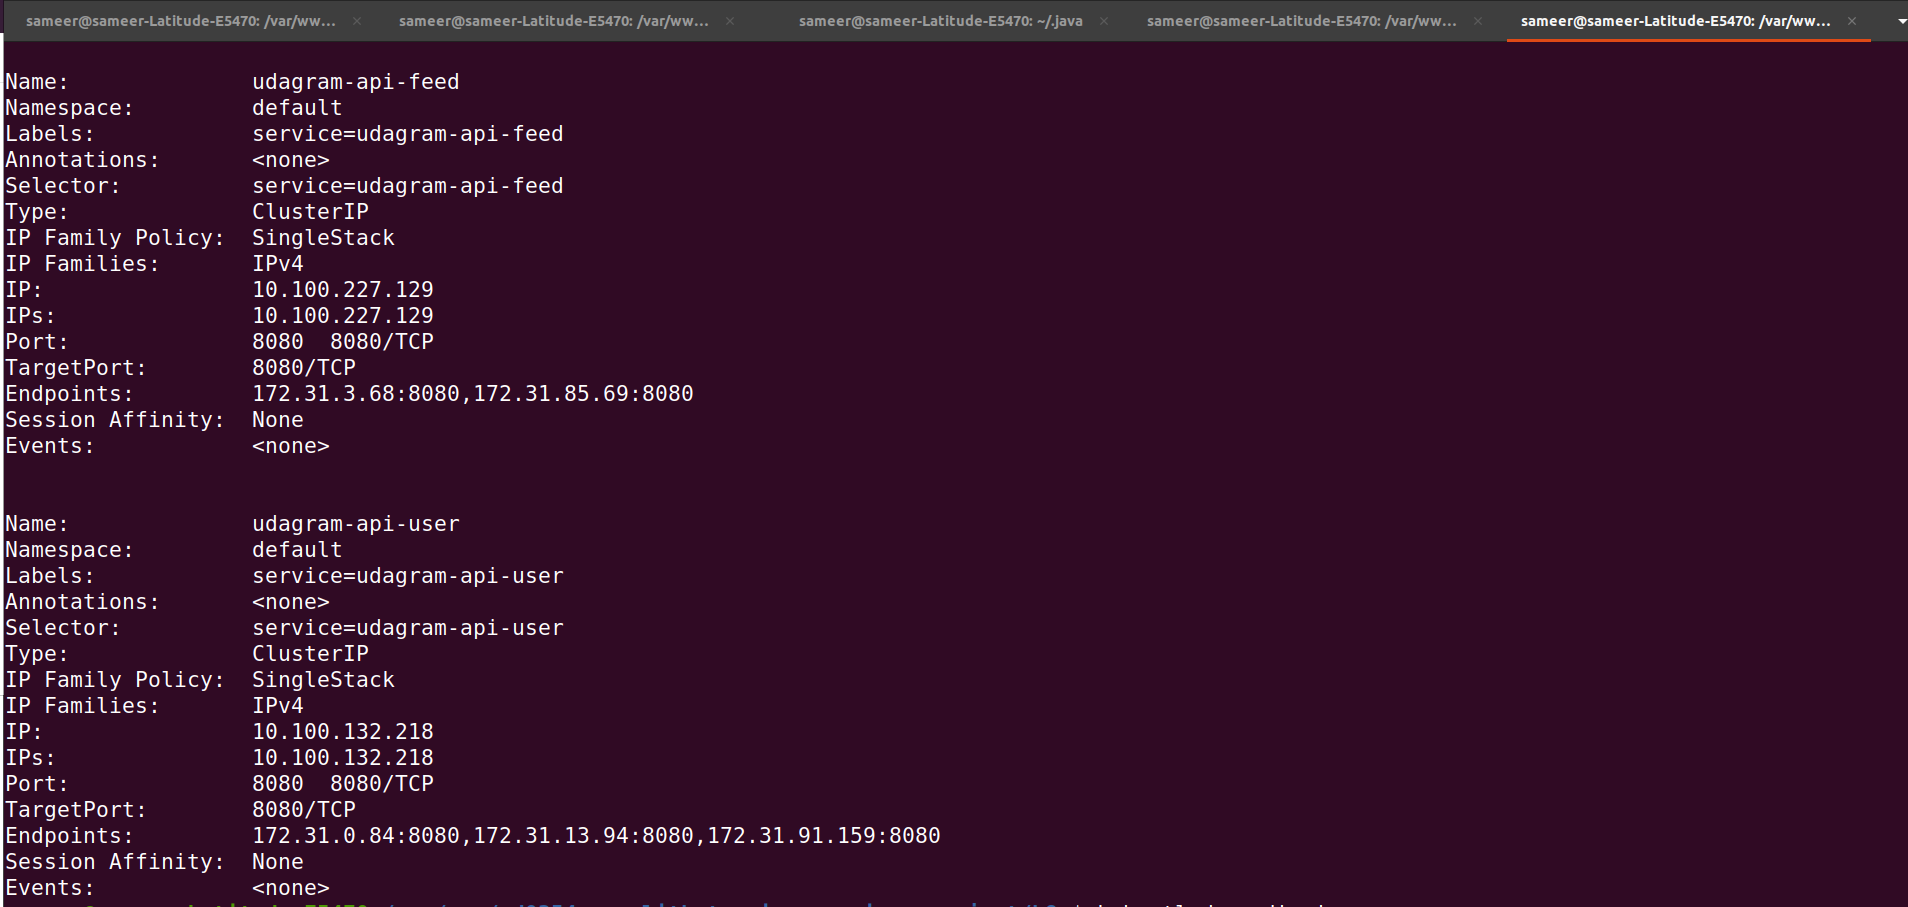 sameer@sameer-Latitude-E5470: /var/ww... × sameer@sameer-Latitude-E5470: /var/ww... × sameer@sameer-Latitude-E5470: ~/.java × sameer@sameer-Latitude-E5470: /var/ww... × sameer@sameer-Latitude-E5470: /var/ww... ×
Name: udagram-api-feed
Namespace: default
Labels: service=udagram-api-feed
Annotations: <none>
Selector: service=udagram-api-feed
Type: ClusterIP
IP Family Policy: SingleStack
IP Families: IPv4
IP: 10.100.227.129
IPs: 10.100.227.129
Port: 8080 8080/TCP
TargetPort: 8080/TCP
Endpoints: 172.31.3.68:8080,172.31.85.69:8080
Session Affinity: None
Events: <none>
Name: udagram-api-user
Namespace: default
Labels: service=udagram-api-user
Annotations: <none>
Selector: service=udagram-api-user
Type: ClusterIP
IP Family Policy: SingleStack
IP Families: IPv4
IP: 10.100.132.218
IPs: 10.100.132.218
Port: 8080 8080/TCP
TargetPort: 8080/TCP
Endpoints: 172.31.0.84:8080,172.31.13.94:8080,172.31.91.159:8080
Session Affinity: None
Events: <none>